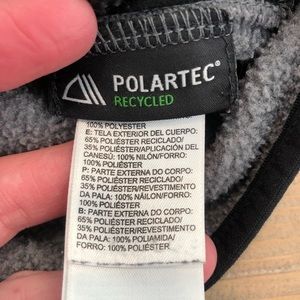 POLARTEC®
RECYCLED
100% POLYESTER
E: TELA EXTERIOR DEL CUERPO:
65% POLIÉSTER RECICLADO/
35% POLIÉSTER/APLICACIÓN DEL
CANESÚ: 100% NILÓN/FORRO:
100% POLIÉSTER
P: PARTE EXTERNA DO CORPO:
65% POLIÉSTER RECICLADO/
35% POLIÉSTER/REVESTIMENTO
DA PALA: 100% NÁILON/FORRO:
100% POLIÉSTER
B: PARTE EXTERNA DO CORPO:
65% POLIÉSTER RECICLADO/
35% POLIÉSTER/REVESTIMENTO
DA PALA: 100% POLIAMIDA/
FORRO: 100% POLIÉSTER